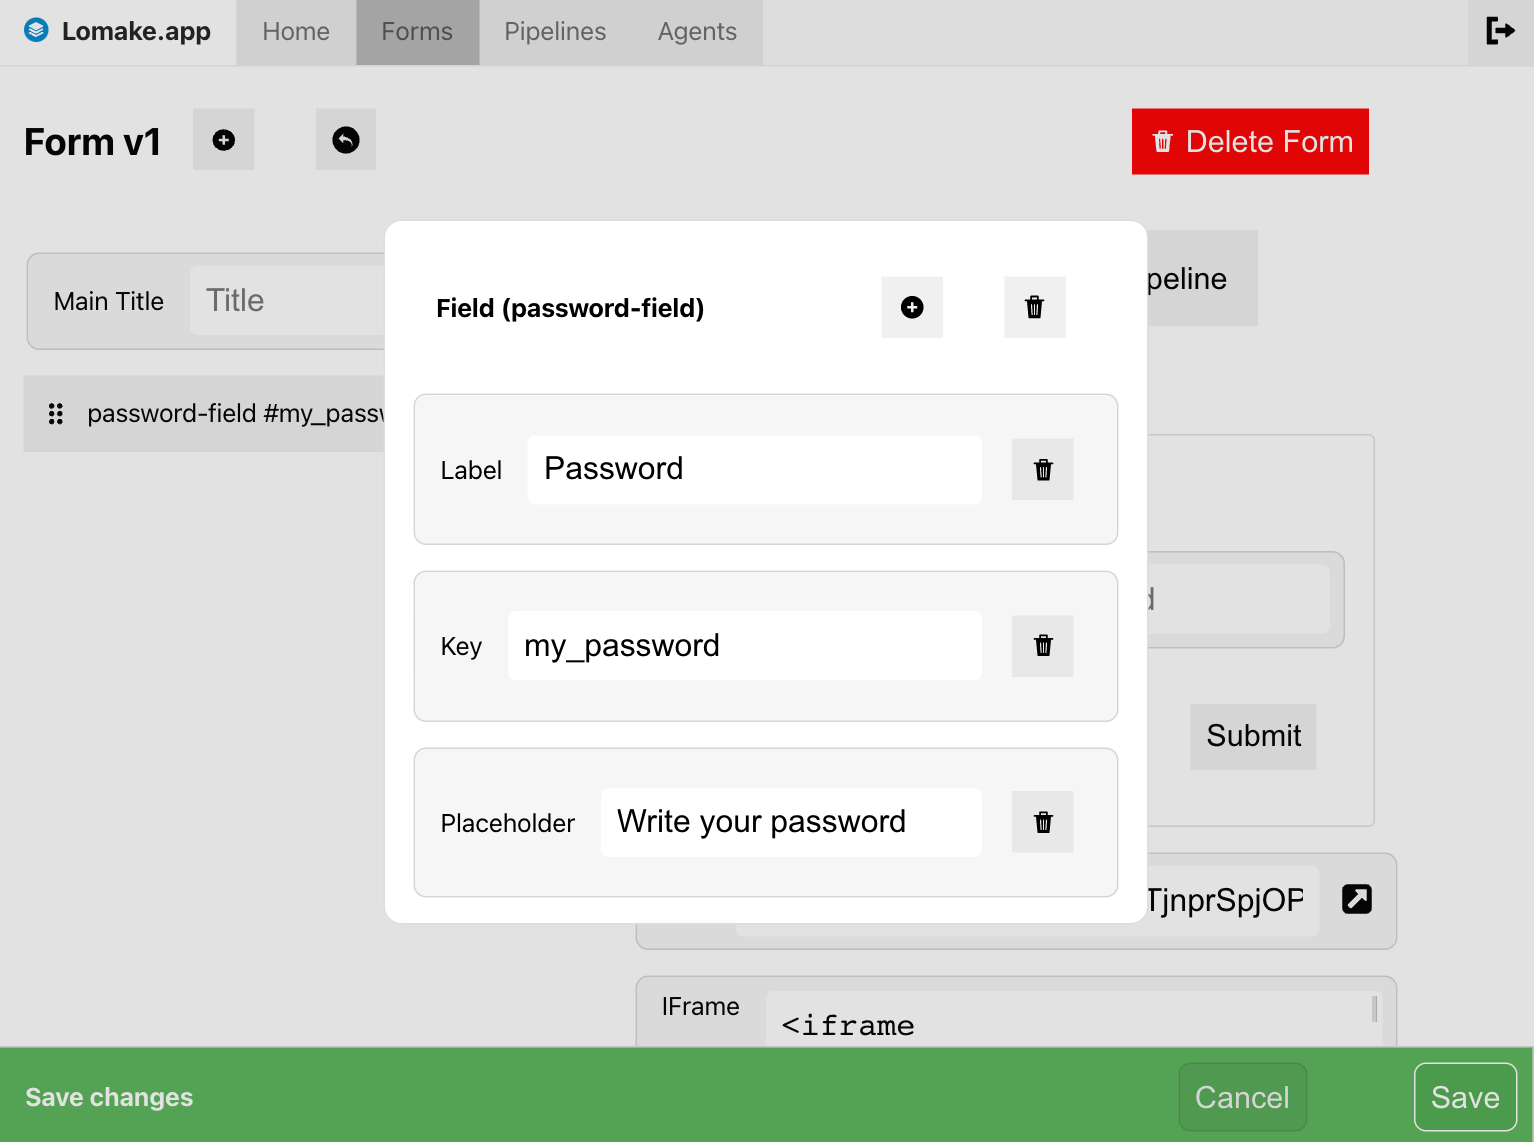 Lomake.app
Home
Forms
Pipelines
Agents
Form v1
Delete Form
Main Title
Title
password-field #my_passw
peline
Field (password-field)
Label
Password
Key
my_password
Placeholder
Write your password
d
Submit
TjnprSpjOP
IFrame
<iframe
Save changes
Cancel
Save